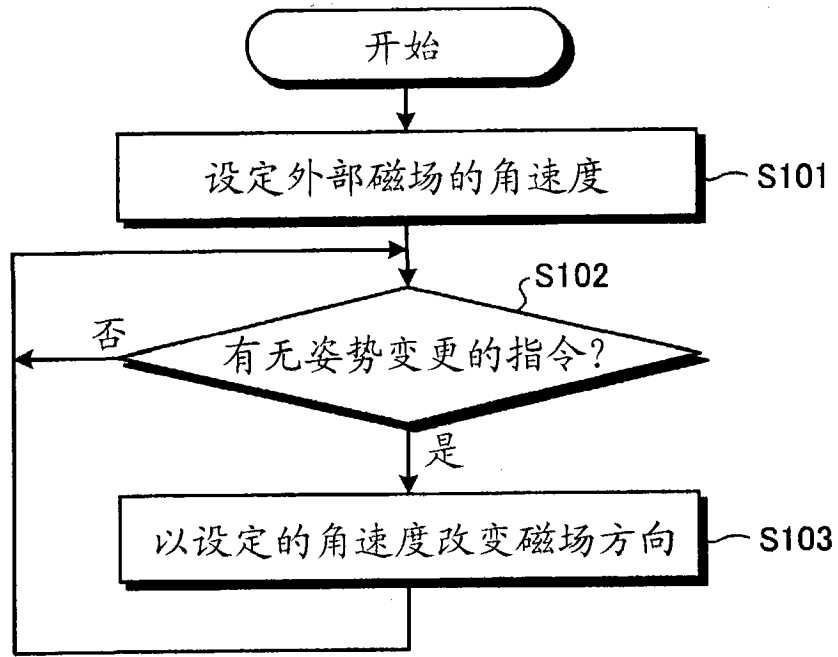 开始
设定外部磁场的角速度
S101
S102
有无姿势变更的指令?
否
是
以设定的角速度改变磁场方向
S103